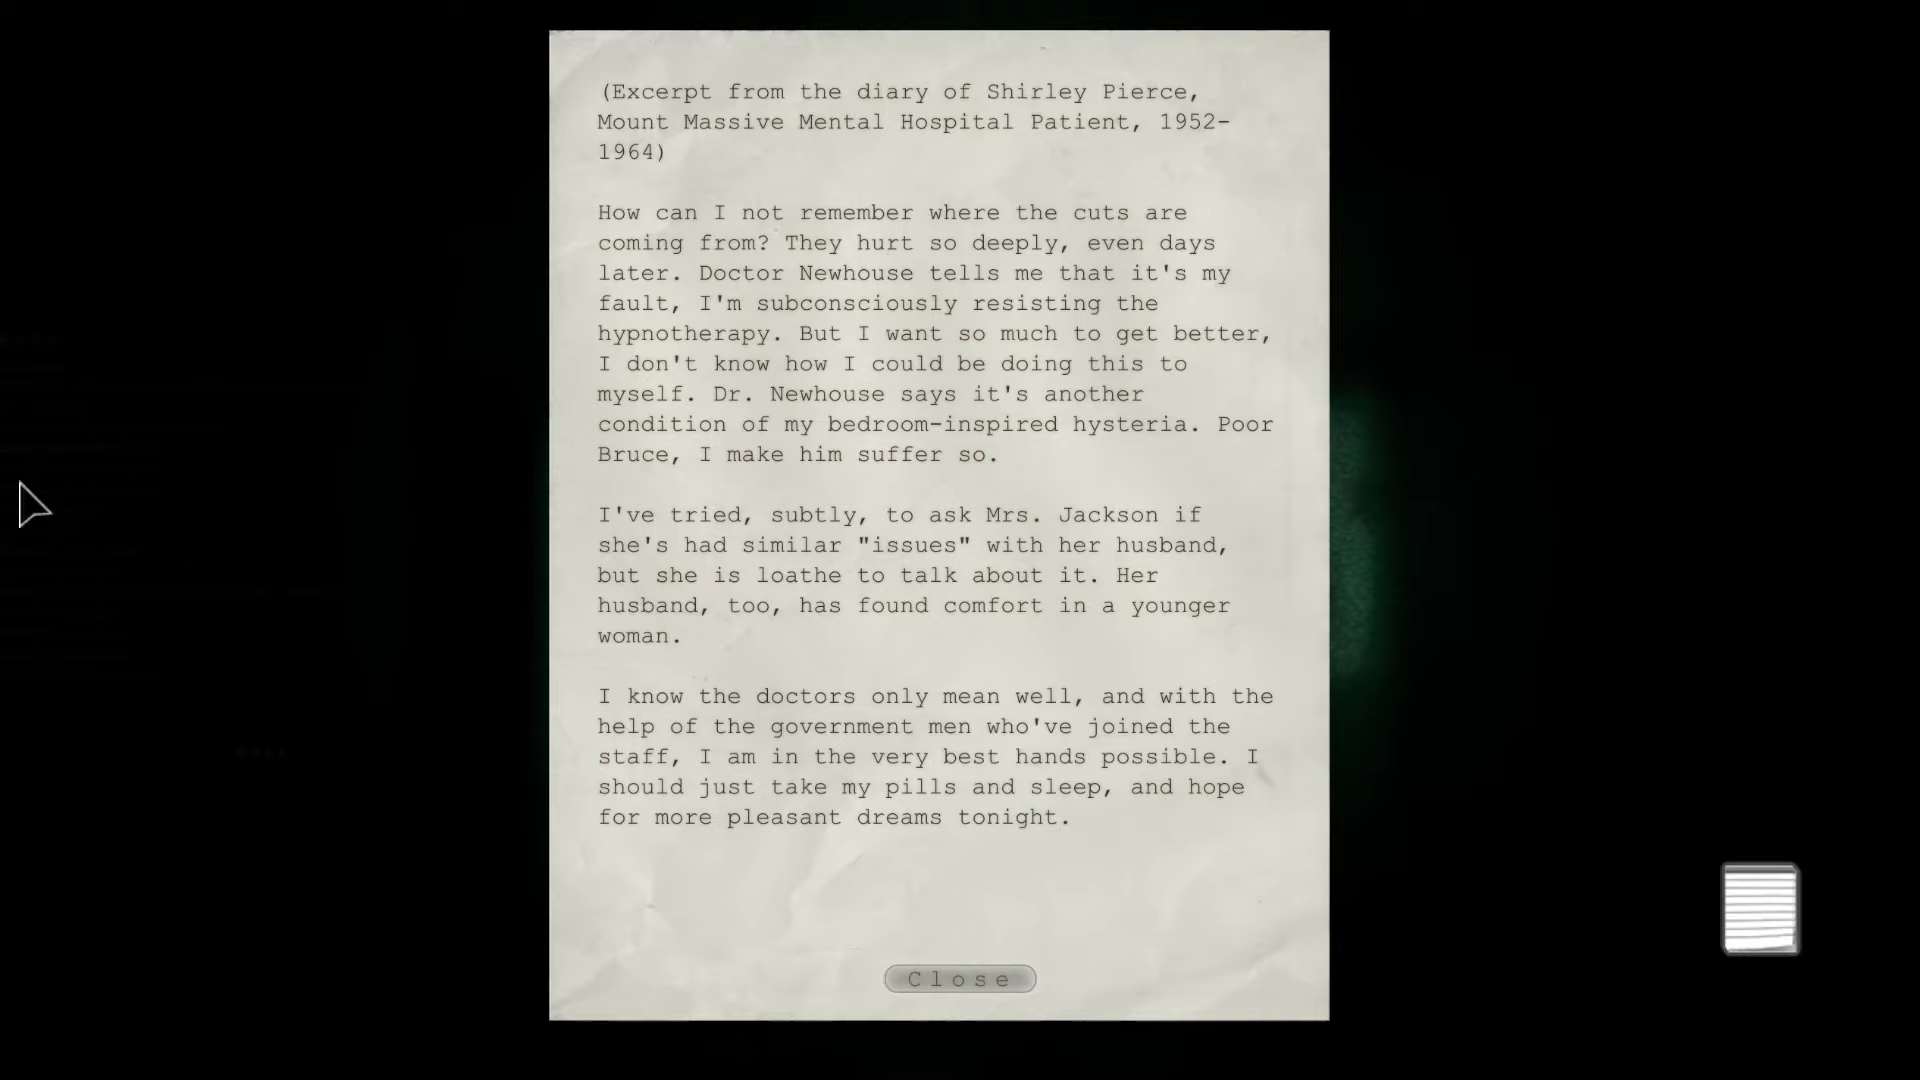 (Excerpt from the diary of Shirley Pierce,
Mount Massive Mental Hospital Patient, 1952-
1964)
How can I not remember where the cuts are
coming from? They hurt so deeply, even days
later. Doctor Newhouse tells me that it's my
fault, I'm subconsciously resisting the
hypnotherapy. But I want so much to get better,
I don't know how I could be doing this to
myself. Dr. Newhouse says it's another
condition of my bedroom-inspired hysteria. Poor
Bruce, I make him suffer so.
I've tried, subtly, to ask Mrs. Jackson if
she's had similar "issues" with her husband,
but she is loathe to talk about it. Her
husband, too, has found comfort in a younger
woman.
I know the doctors only mean well, and with the
help of the government men who've joined the
staff, I am in the very best hands possible. I
should just take my pills and sleep, and hope
for more pleasant dreams tonight.
Close